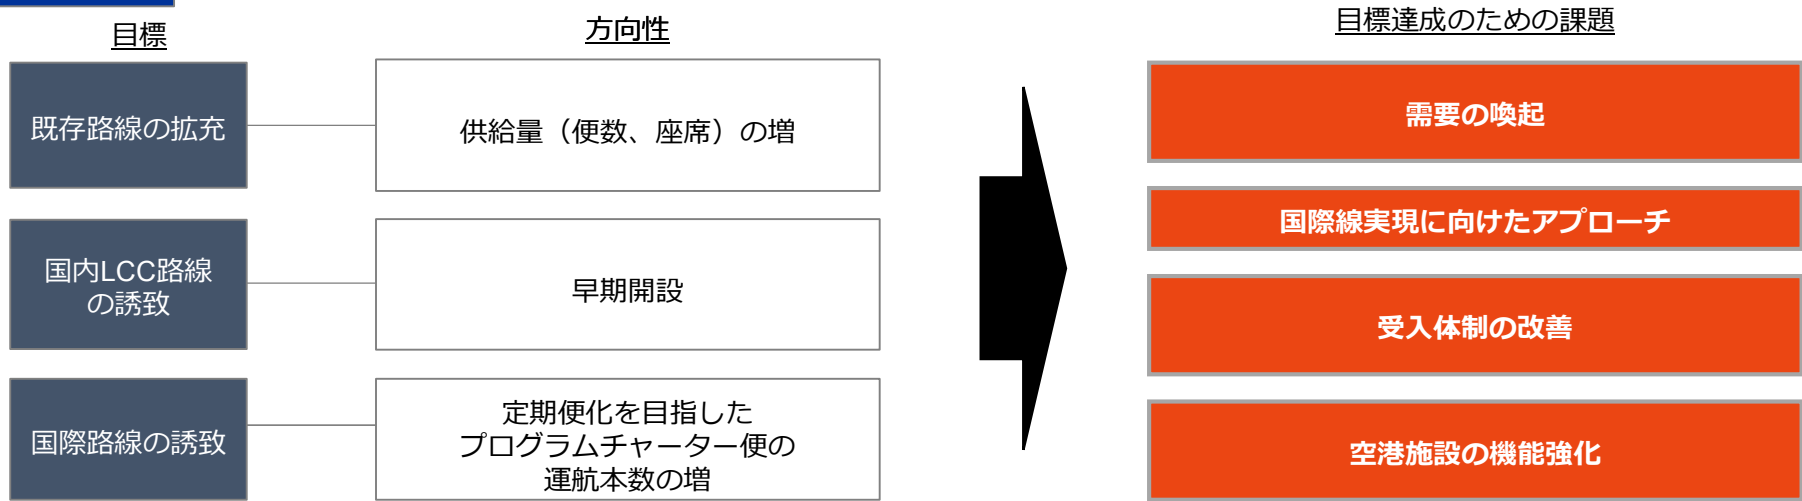 目標
方向性
目標達成のための課題
既存路線の拡充
供給量（便数、座席）の増
国内LCC路線
の誘致
早期開設
国際路線の誘致
定期便化を目指した
プログラムチャーター便の
運航本数の増
需要の喚起
国際線実現に向けたアプローチ
受入体制の改善
空港施設の機能強化